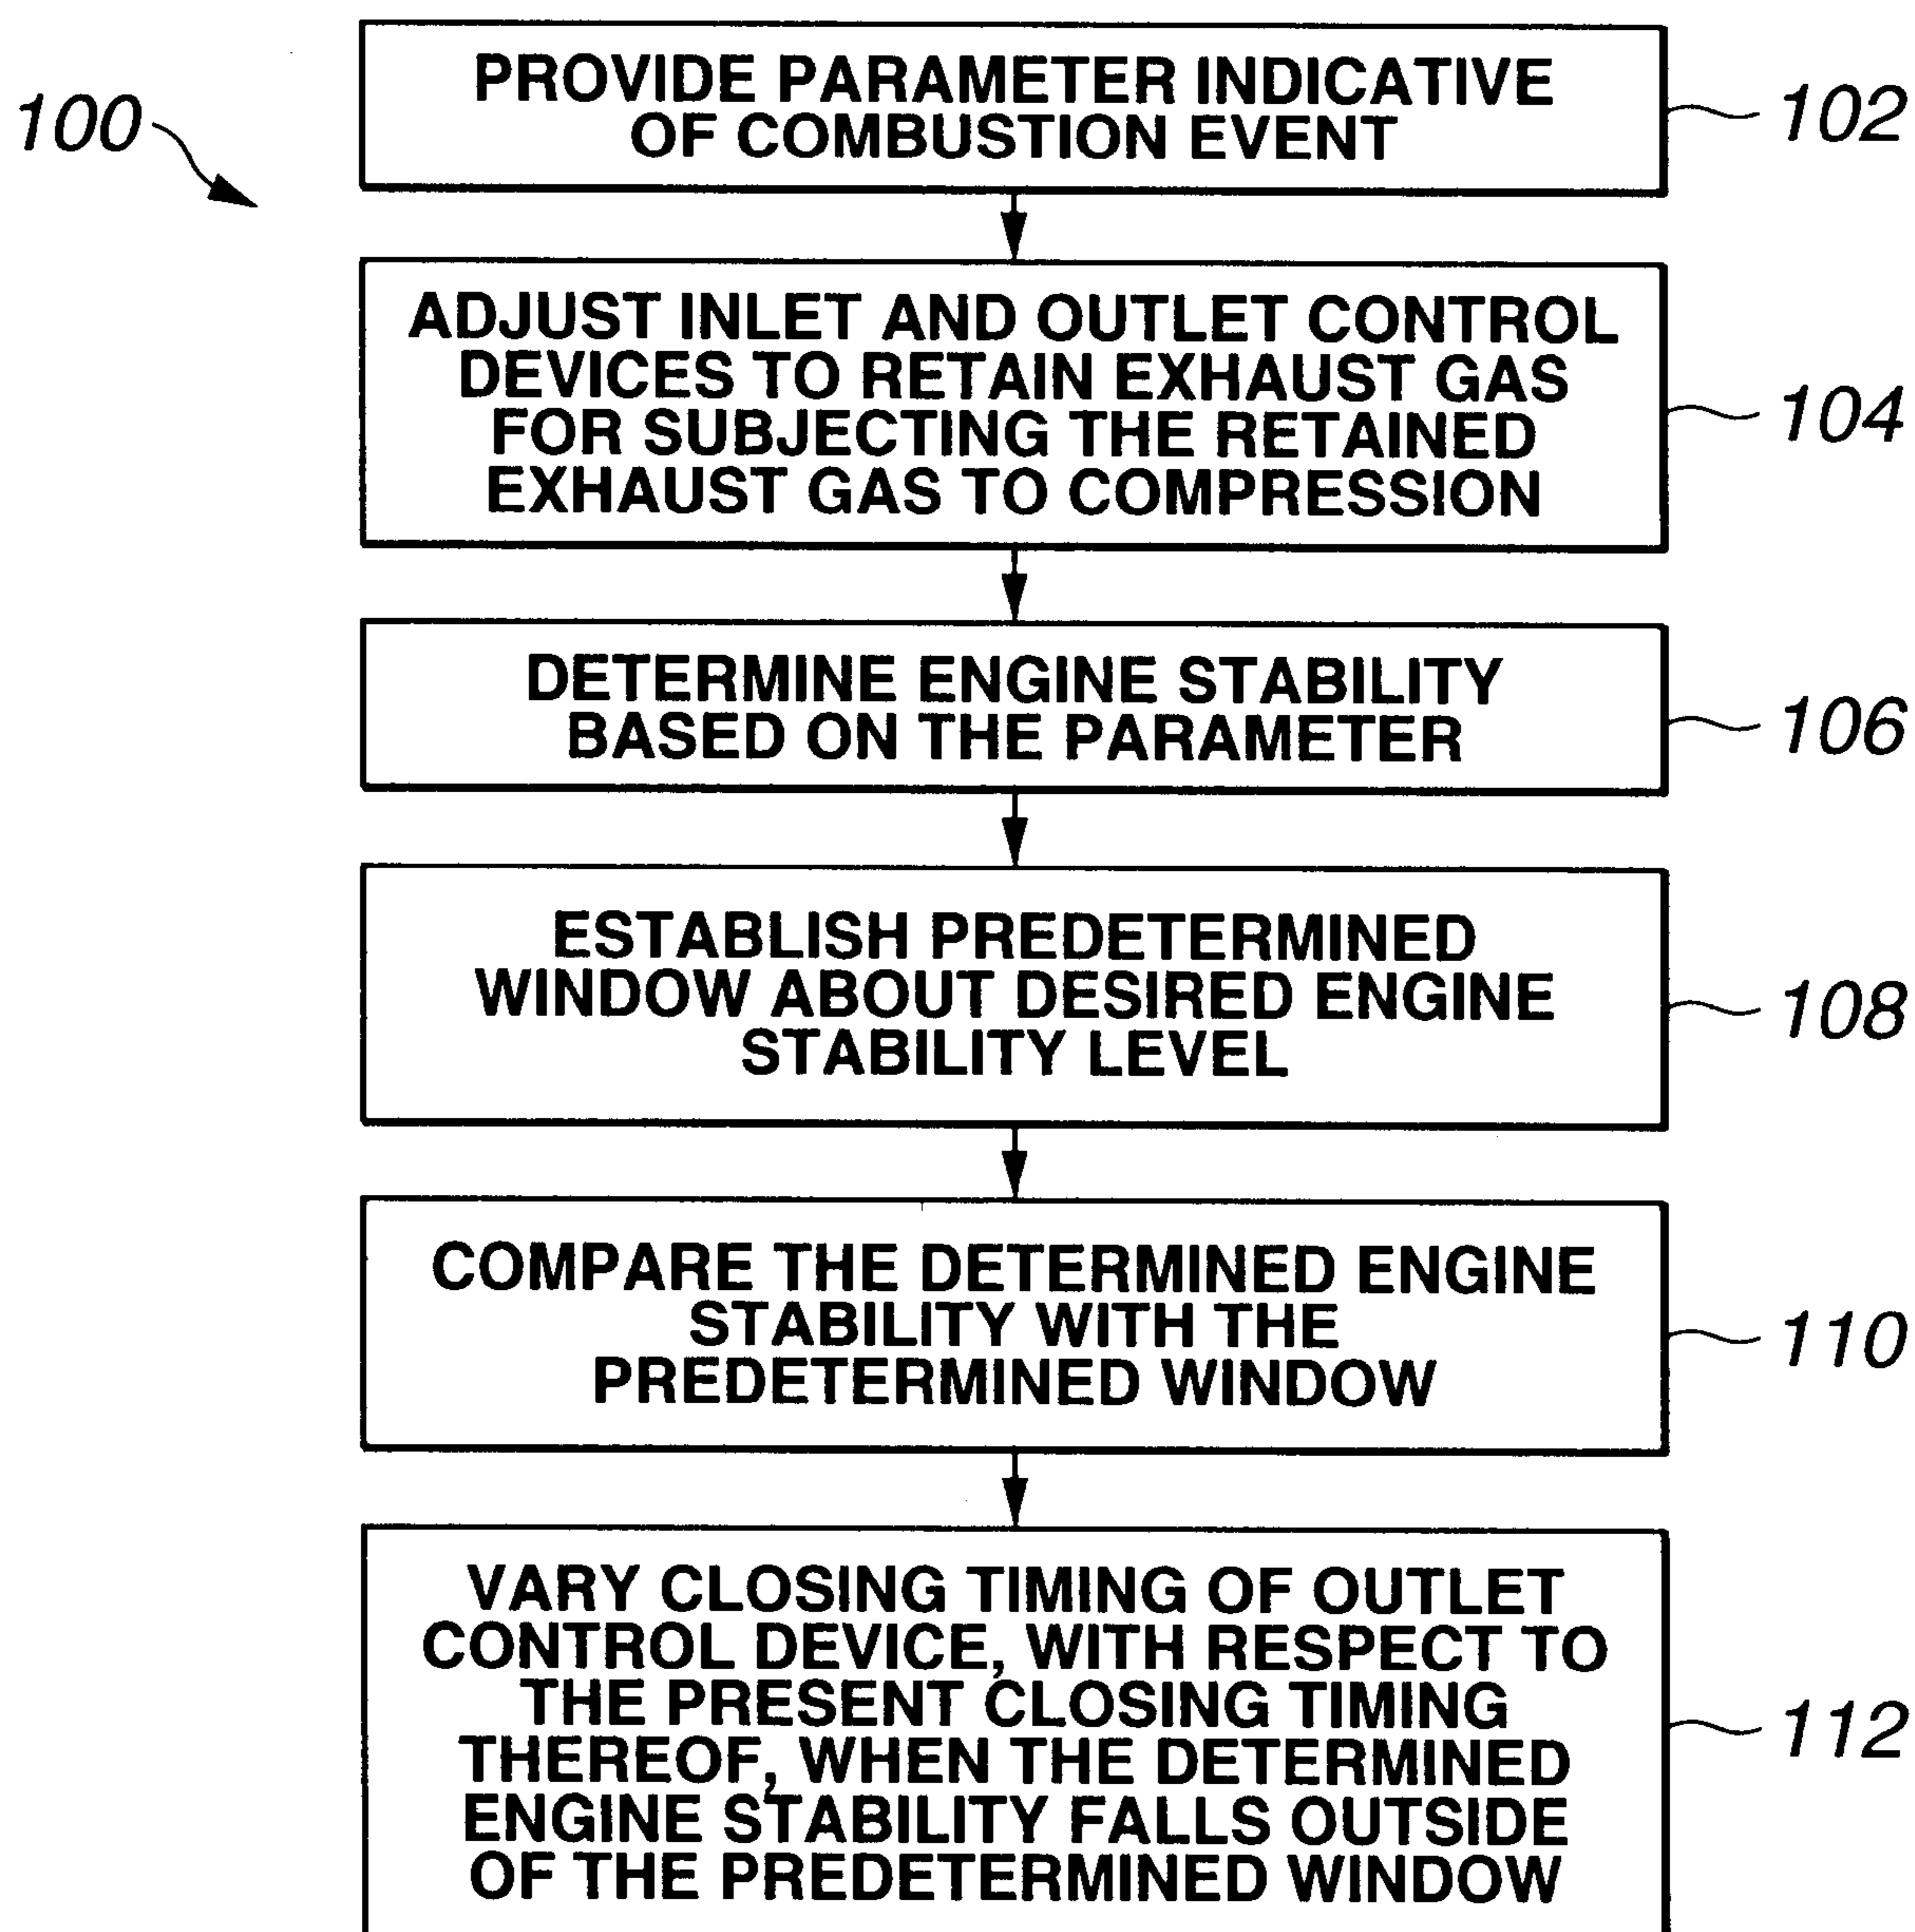 100
PROVIDE PARAMETER INDICATIVE
OF COMBUSTION EVENT
102
ADJUST INLET AND OUTLET CONTROL
DEVICES TO RETAIN EXHAUST GAS
FOR SUBJECTING THE RETAINED
EXHAUST GAS TO COMPRESSION
104
DETERMINE ENGINE STABILITY
BASED ON THE PARAMETER
106
ESTABLISH PREDETERMINED
WINDOW ABOUT DESIRED ENGINE
STABILITY LEVEL
108
COMPARE THE DETERMINED ENGINE
STABILITY WITH THE
PREDETERMINED WINDOW
110
VARY CLOSING TIMING OF OUTLET
CONTROL DEVICE, WITH RESPECT TO
THE PRESENT CLOSING TIMING
THEREOF, WHEN THE DETERMINED
ENGINE STABILITY FALLS OUTSIDE
OF THE PREDETERMINED WINDOW
112